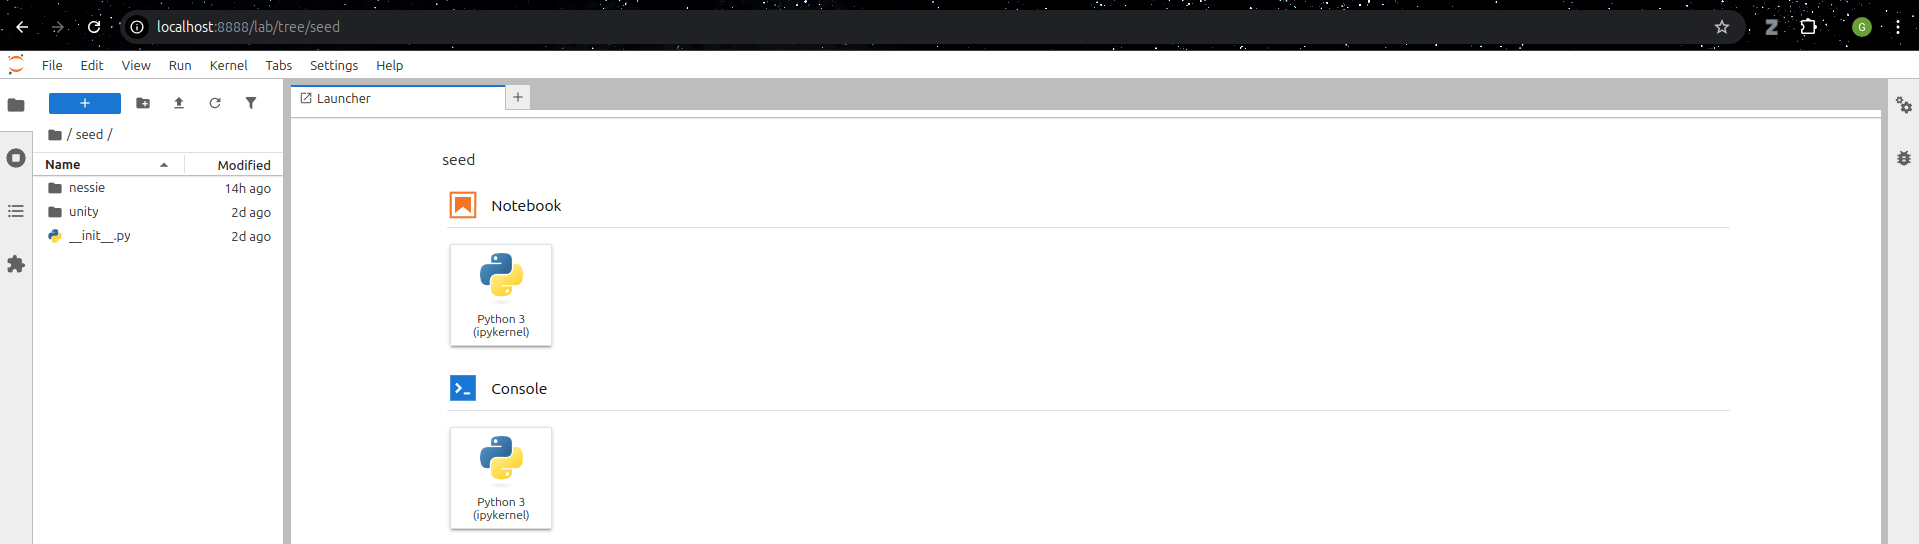 localhost:8888/lab/tree/seed
G
File Edit View Run Kernel Tabs Settings Help
Launcher
/ seed /
Name Modified
nessie 14h ago
unity 2d ago
__init__.py 2d ago
seed
Notebook
Python 3
(ipykernel)
Console
Python 3
(ipykernel)